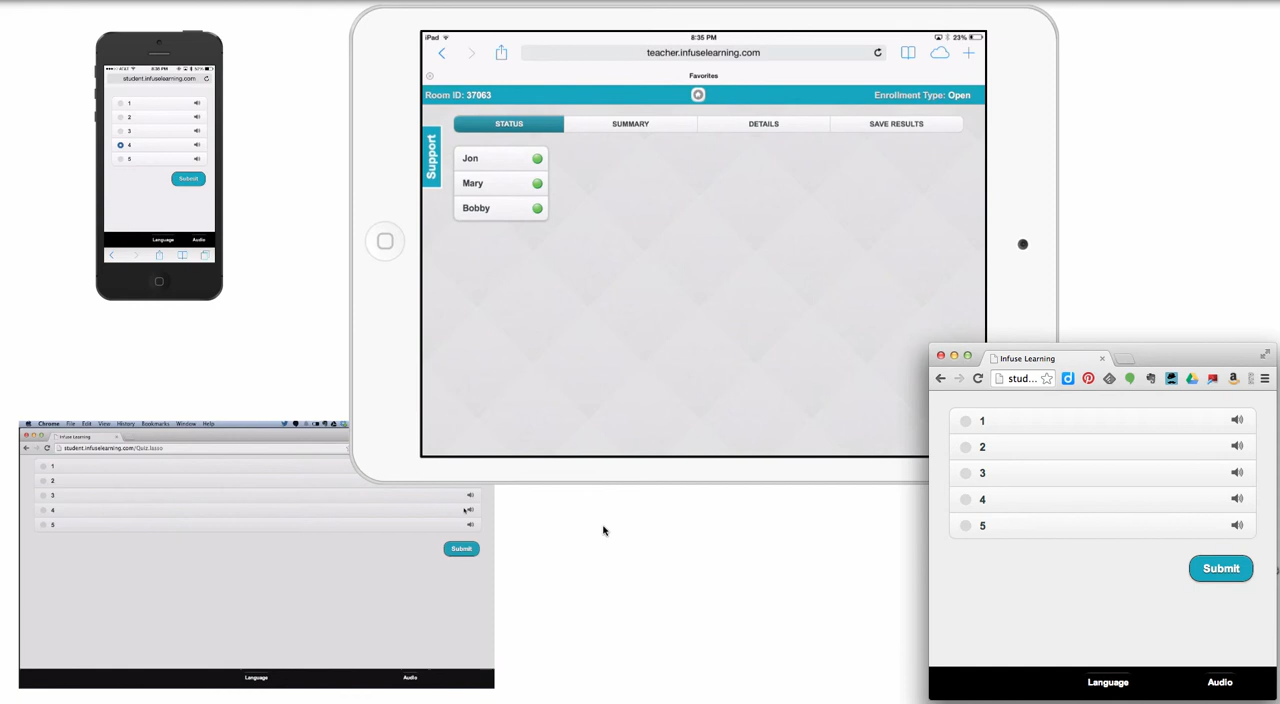 student.infuselearning.com
1
2
3
4
5
Submit
Language
Audio
iPad
8:35 PM
23%
teacher.infuselearning.com
Favorites
Room ID: 37063
Enrollment Type: Open
Support
STATUS
SUMMARY
DETAILS
SAVE RESULTS
Jon
Mary
Bobby
Chrome File Edit View History Bookmarks Window Help
Infuse Learning
student.infuselearning.com/Quiz.lasso
1
2
3
4
5
Submit
Language
Audio
Infuse Learning
stud...
1
2
3
4
5
Submit
Language
Audio